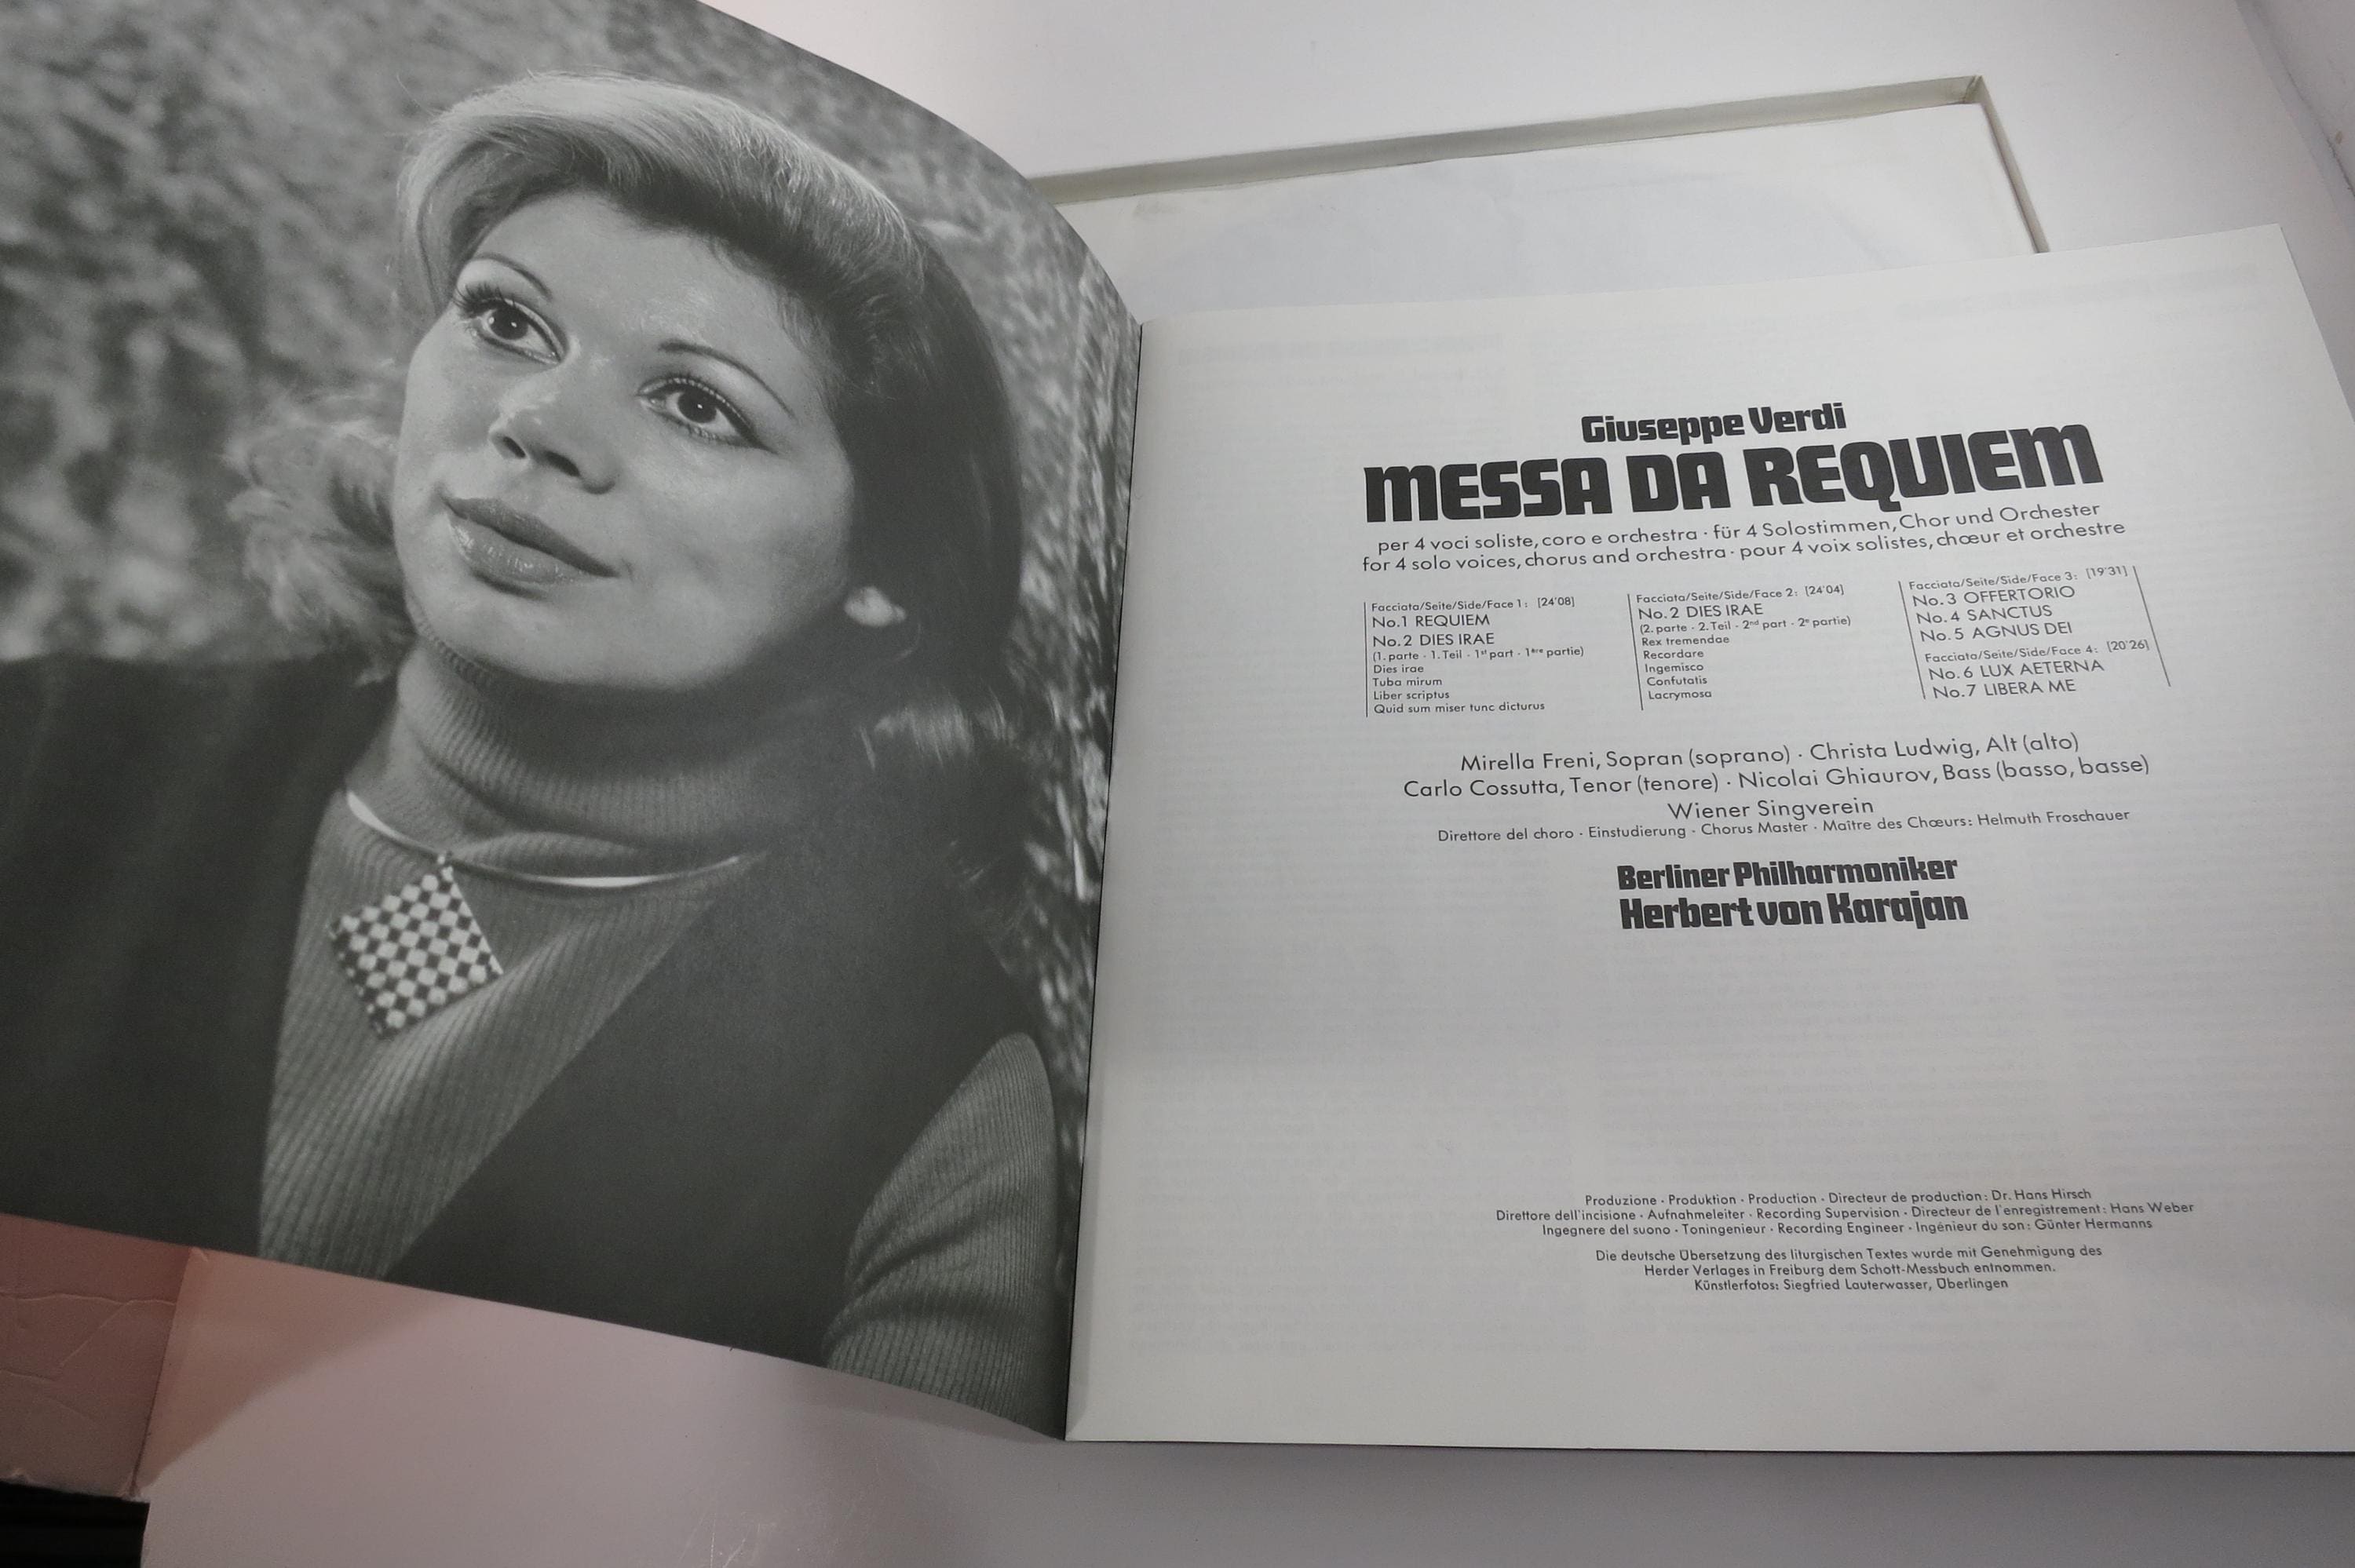 Giuseppe Verdi
MESSA DA REQUIEM
per 4 voci soliste, coro e orchestra · für 4 Solostimmen, Chor und Orchester
for 4 solo voices, chorus and orchestra · pour 4 voix solistes, chœur et orchestre
Facciata/Seite/Side/Face 1: [24'08]
No. 1 REQUIEM
No. 2 DIES IRAE
(1. parte · 1. Teil · 1st part · 1ère partie)
Dies irae
Tuba mirum
Liber scriptus
Quid sum miser tunc dicturus
Facciata/Seite/Side/Face 2: [24'04]
No. 2 DIES IRAE
(2. parte · 2. Teil · 2nd part · 2e partie)
Rex tremendae
Recordare
Ingemisco
Confutatis
Lacrymosa
Facciata/Seite/Side/Face 3: [19'31]
No. 3 OFFERTORIO
No. 4 SANCTUS
No. 5 AGNUS DEI
Facciata/Seite/Side/Face 4: [20'26]
No. 6 LUX AETERNA
No. 7 LIBERA ME
Mirella Freni, Sopran (soprano) · Christa Ludwig, Alt (alto)
Carlo Cossutta, Tenor (tenore) · Nicolai Ghiaurov, Bass (basso, basse)
Wiener Singverein
Direttore del choro · Einstudierung · Chorus Master · Maître des Chœurs: Helmuth Froschauer
Berliner Philharmoniker
Herbert von Karajan
Produzione · Produktion · Production · Directeur de production: Dr. Hans Hirsch
Direttore dell'incisione · Aufnahmeleiter · Recording Supervision · Directeur de l'enregistrement: Hans Weber
Ingegnere del suono · Toningenieur · Recording Engineer · Ingénieur du son: Günter Hermanns
Die deutsche Übersetzung des liturgischen Textes wurde mit Genehmigung des
Herder Verlages in Freiburg dem Schott-Messbuch entnommen.
Künstlerfotos: Siegfried Lauterwasser, Überlingen